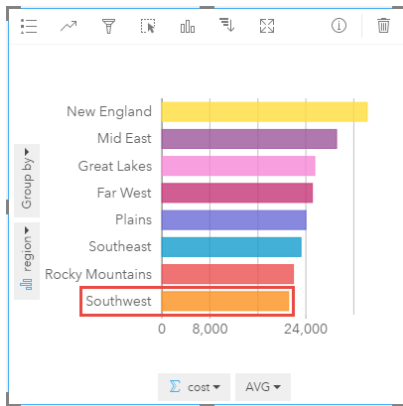 New England
Mid East
Great Lakes
Far West
Plains
Southeast
Rocky Mountains
Southwest
Group by
region
0 8,000 24,000
Σ cost AVG